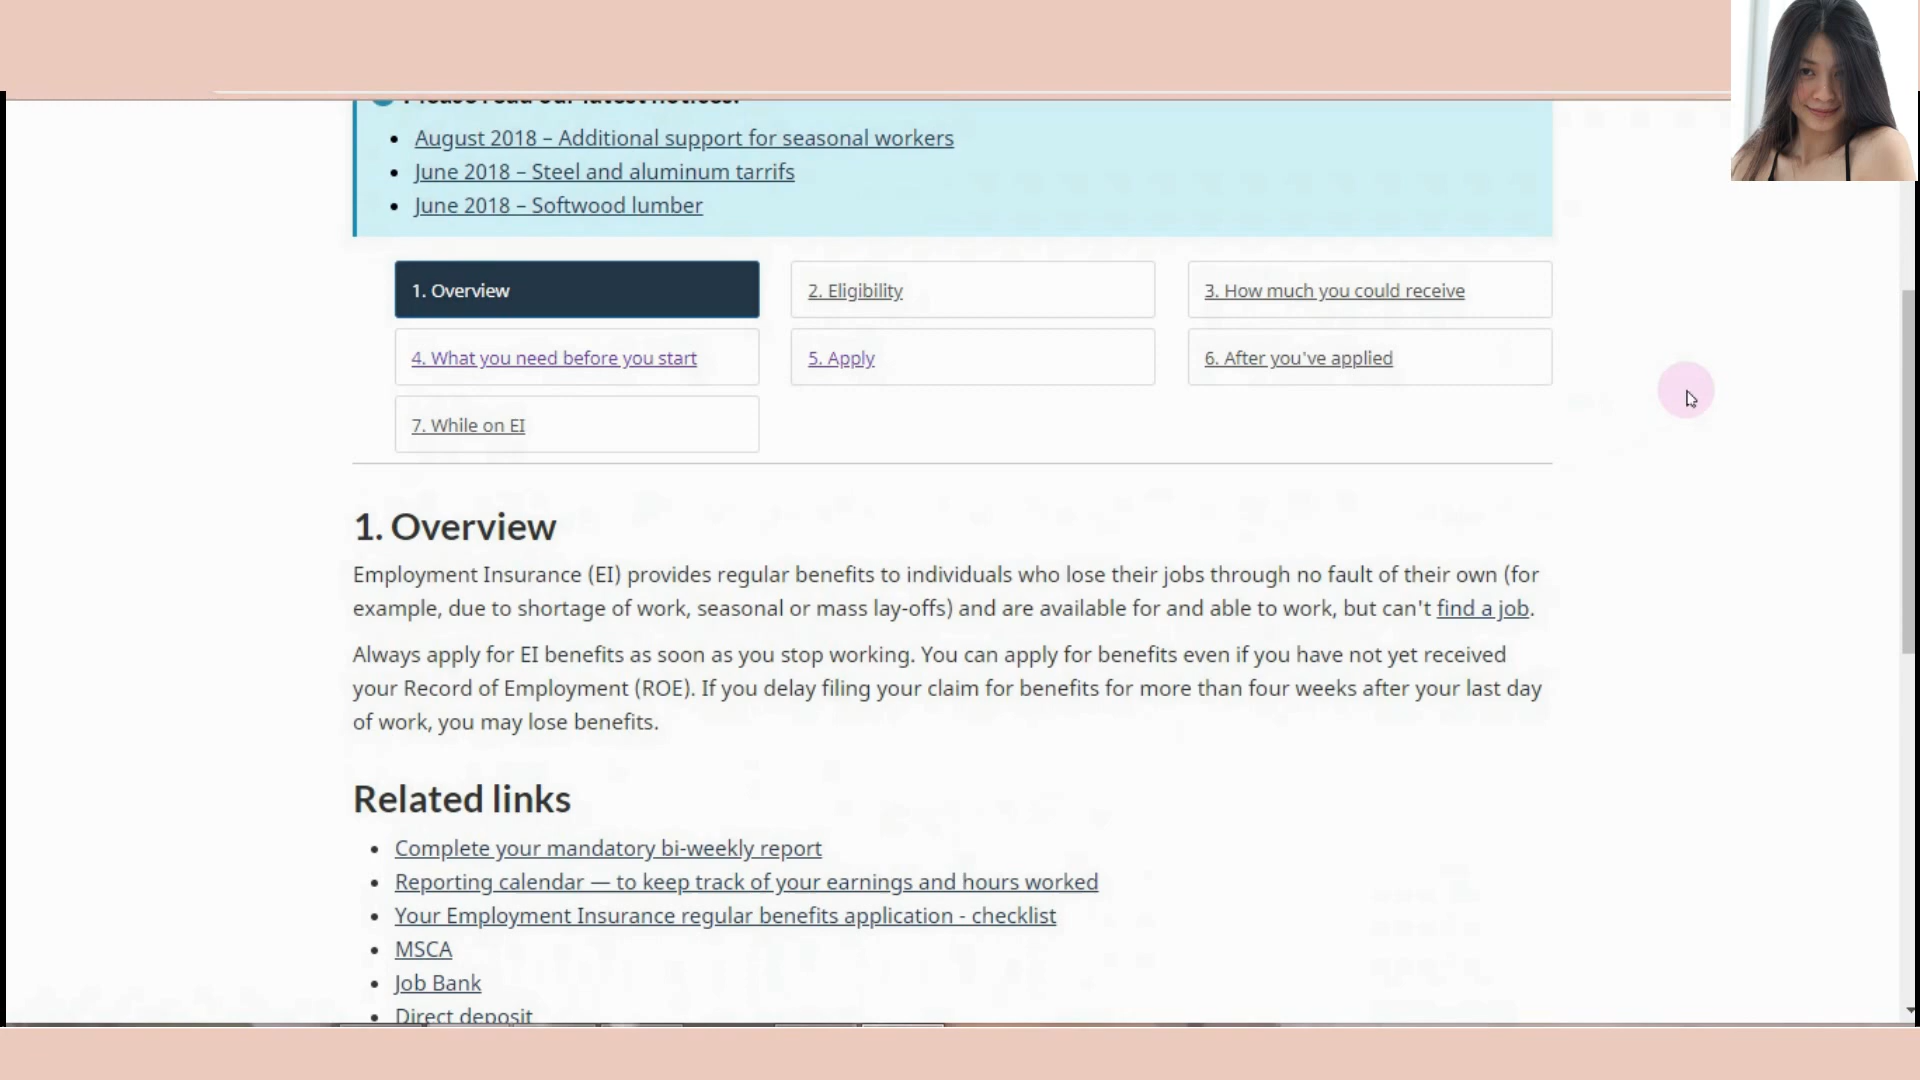 Please read our latest notices:
August 2018 – Additional support for seasonal workers
June 2018 – Steel and aluminum tarrifs
June 2018 – Softwood lumber
1. Overview
2. Eligibility
3. How much you could receive
4. What you need before you start
5. Apply
6. After you've applied
7. While on EI
1. Overview
Employment Insurance (EI) provides regular benefits to individuals who lose their jobs through no fault of their own (for
example, due to shortage of work, seasonal or mass lay-offs) and are available for and able to work, but can't find a job.
Always apply for EI benefits as soon as you stop working. You can apply for benefits even if you have not yet received
your Record of Employment (ROE). If you delay filing your claim for benefits for more than four weeks after your last day
of work, you may lose benefits.
Related links
Complete your mandatory bi-weekly report
Reporting calendar — to keep track of your earnings and hours worked
Your Employment Insurance regular benefits application - checklist
MSCA
Job Bank
Direct deposit